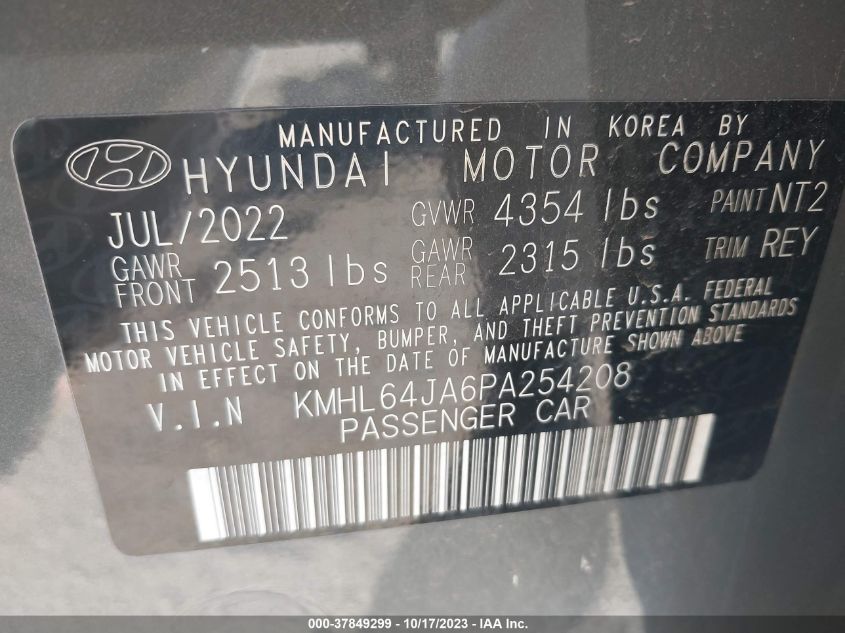 MANUFACTURED IN KOREA BY
HYUNDAI MOTOR COMPANY
JUL/2022 GVWR 4354 lbs PAINT NT2
GAWR FRONT 2513 lbs GAWR REAR 2315 lbs TRIM REY
THIS VEHICLE CONFORMS TO ALL APPLICABLE U.S.A. FEDERAL
MOTOR VEHICLE SAFETY, BUMPER, AND THEFT PREVENTION STANDARDS
IN EFFECT ON THE DATE OF MANUFACTURE SHOWN ABOVE
V.I.N KMHL64JA6PA254208
PASSENGER CAR
000-37849299 - 10/17/2023 - IAA Inc.